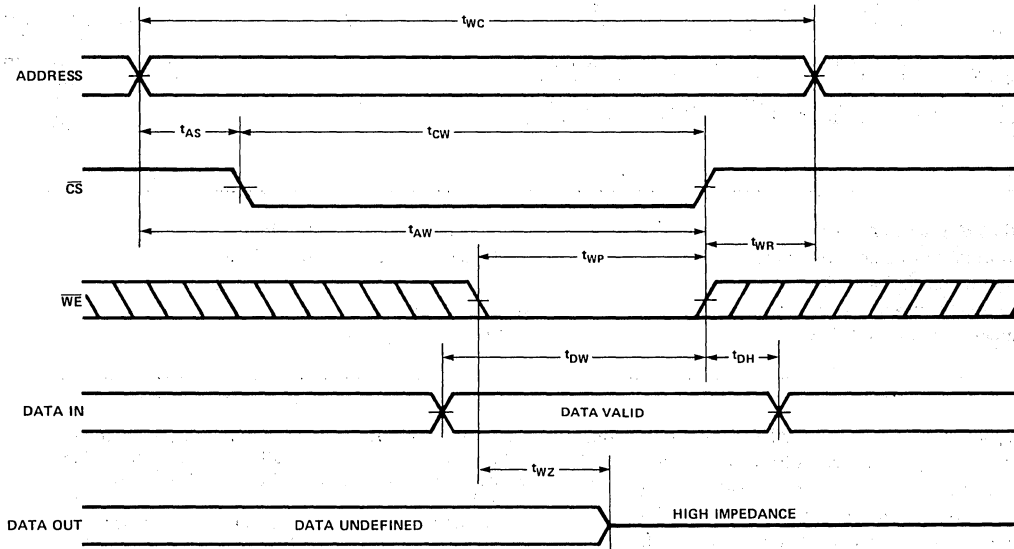 tWC
ADDRESS
tAS
tCW
CS
tAW
tWR
tWP
WE
tDW
tDH
DATA IN
DATA VALID
tWZ
DATA OUT
DATA UNDEFINED
HIGH IMPEDANCE